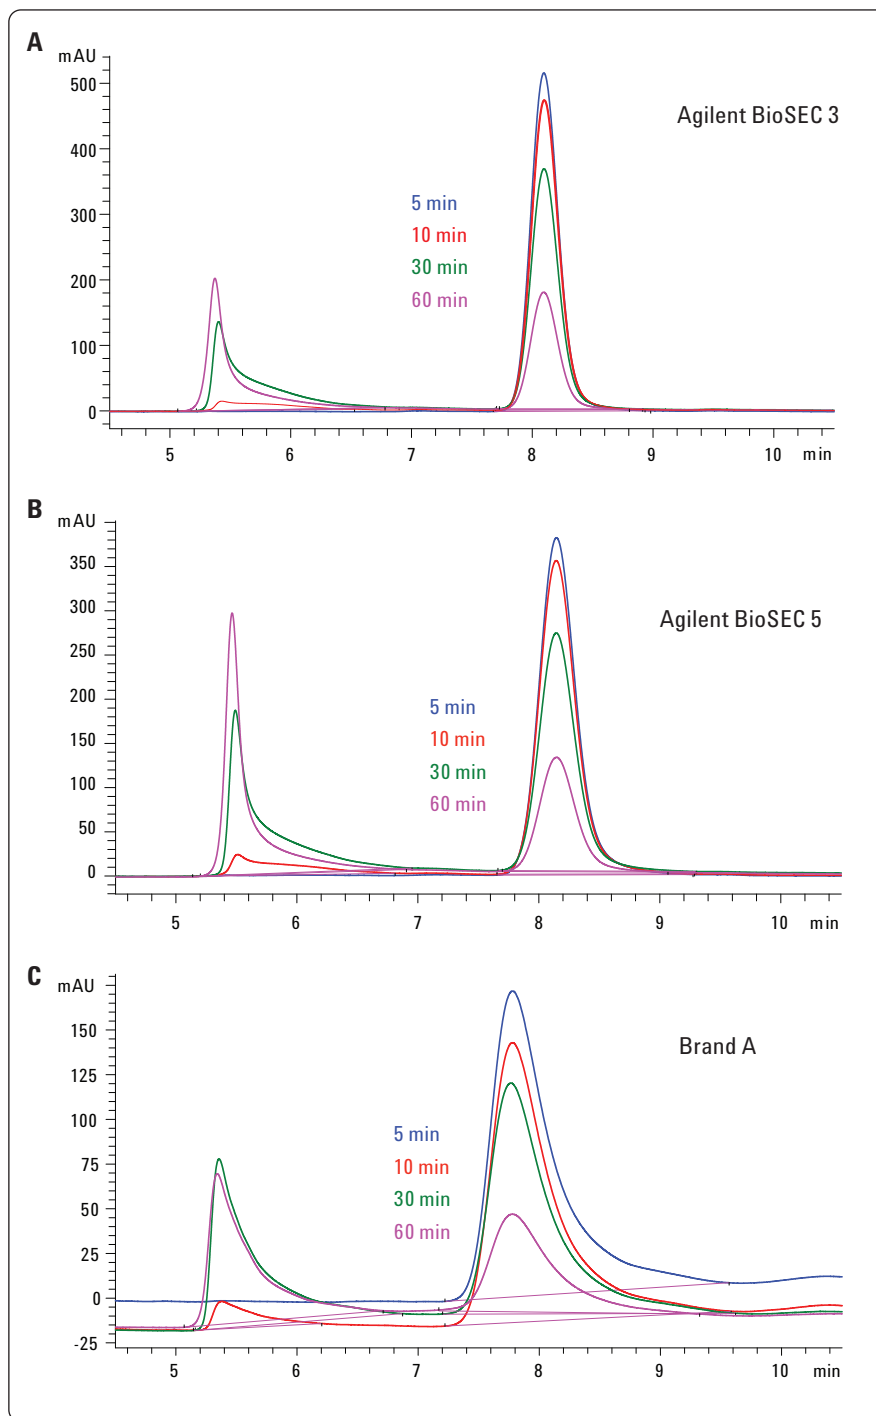 A
mAU
Agilent BioSEC 3
500
400
300
200
100
0
5 min
10 min
30 min
60 min
5 6 7 8 9 10 min
B
mAU
Agilent BioSEC 5
350
300
250
200
150
100
50
0
5 min
10 min
30 min
60 min
5 6 7 8 9 10 min
C
mAU
Brand A
150
125
100
75
50
25
0
-25
5 min
10 min
30 min
60 min
5 6 7 8 9 10 min